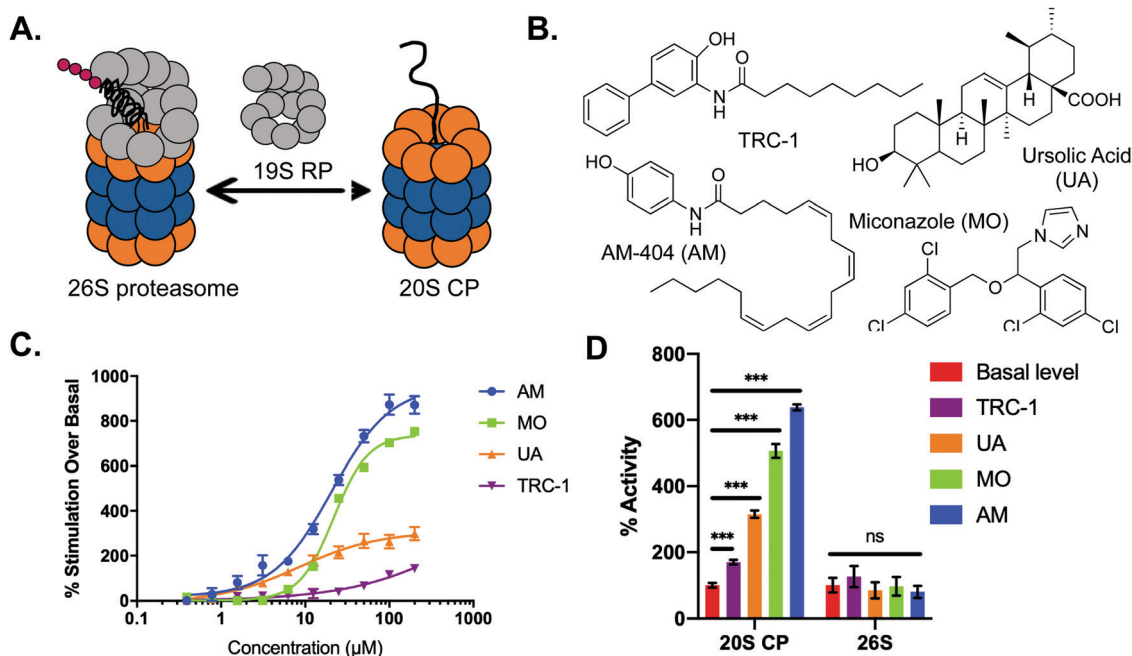 A.
19S RP
26S proteasome
20S CP
B.
OH
N
H
O
TRC-1
COOH
H
H
H
HO
Ursolic Acid
(UA)
HO
O
N
H
AM-404 (AM)
Miconazole (MO)
N
N
Cl
O
Cl
Cl
Cl
C.
% Stimulation Over Basal
1000
800
600
400
200
0
0.1
1
10
100
1000
Concentration (µM)
AM
MO
UA
TRC-1
D
% Activity
800
600
400
200
0
***
***
***
***
ns
20S CP
26S
Basal level
TRC-1
UA
MO
AM